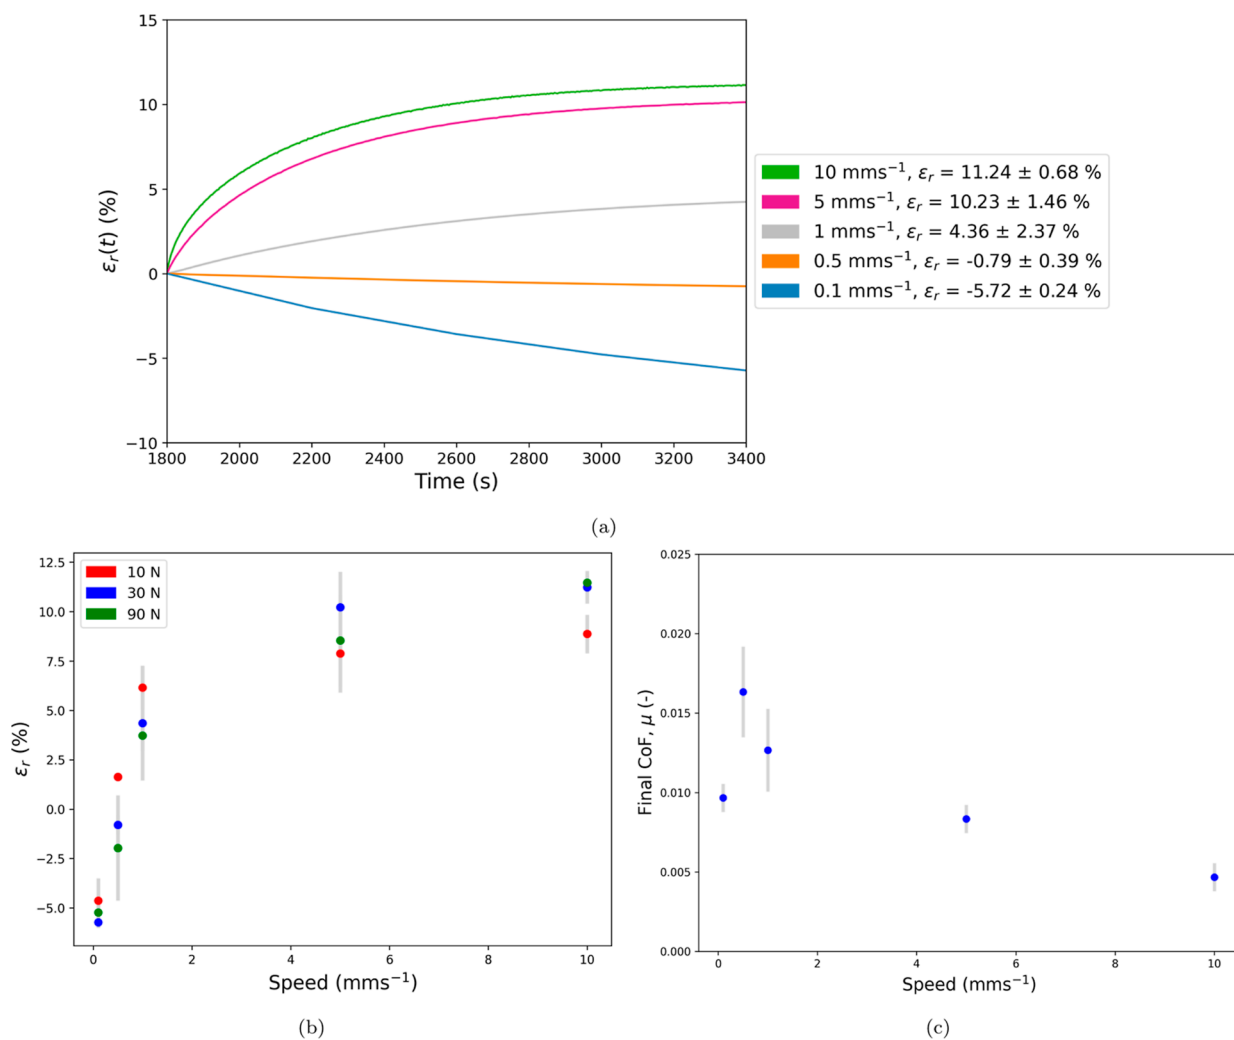 15
10
5
0
−5
−10
εr(t) (%)
1800 2000 2200 2400 2600 2800 3000 3200 3400
Time (s)
10 mms⁻¹, εr = 11.24 ± 0.68 %
5 mms⁻¹, εr = 10.23 ± 1.46 %
1 mms⁻¹, εr = 4.36 ± 2.37 %
0.5 mms⁻¹, εr = -0.79 ± 0.39 %
0.1 mms⁻¹, εr = -5.72 ± 0.24 %
(a)
12.5
10.0
7.5
5.0
2.5
0.0
−2.5
−5.0
εr (%)
10 N
30 N
90 N
0 2 4 6 8 10
Speed (mms⁻¹)
(b)
0.025
0.020
0.015
0.010
0.005
0.000
Final CoF, μ (-)
0 2 4 6 8 10
Speed (mms⁻¹)
(c)